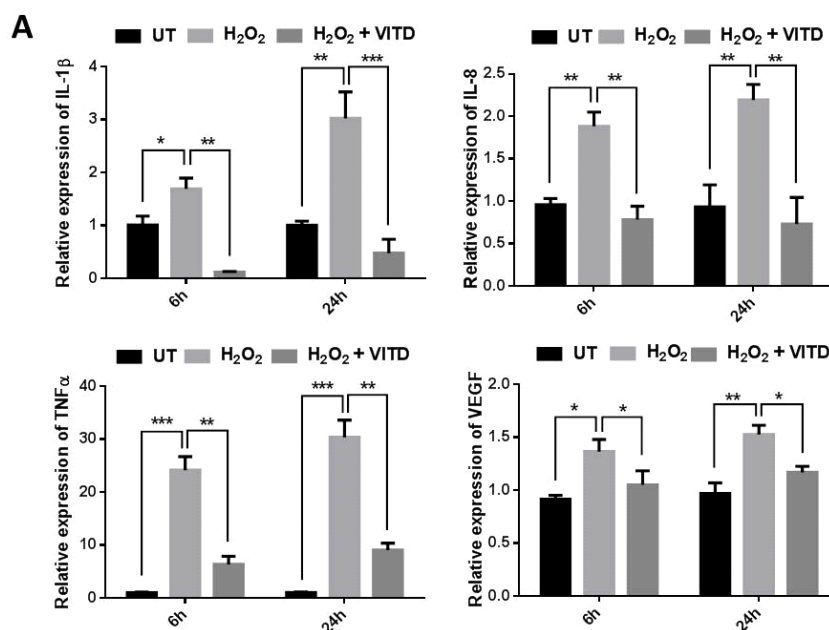 A
UT H₂O₂ H₂O₂ + VITD
Relative expression of IL-1β
4
3
2
1
0
* ** ** ***
6h 24h
UT H₂O₂ H₂O₂ + VITD
Relative expression of IL-8
2.5
2.0
1.5
1.0
0.5
0.0
** ** ** **
6h 24h
UT H₂O₂ H₂O₂ + VITD
Relative expression of TNFα
40
30
20
10
0
*** ** *** **
6h 24h
UT H₂O₂ H₂O₂ + VITD
Relative expression of VEGF
2.0
1.5
1.0
0.5
0.0
* * ** *
6h 24h